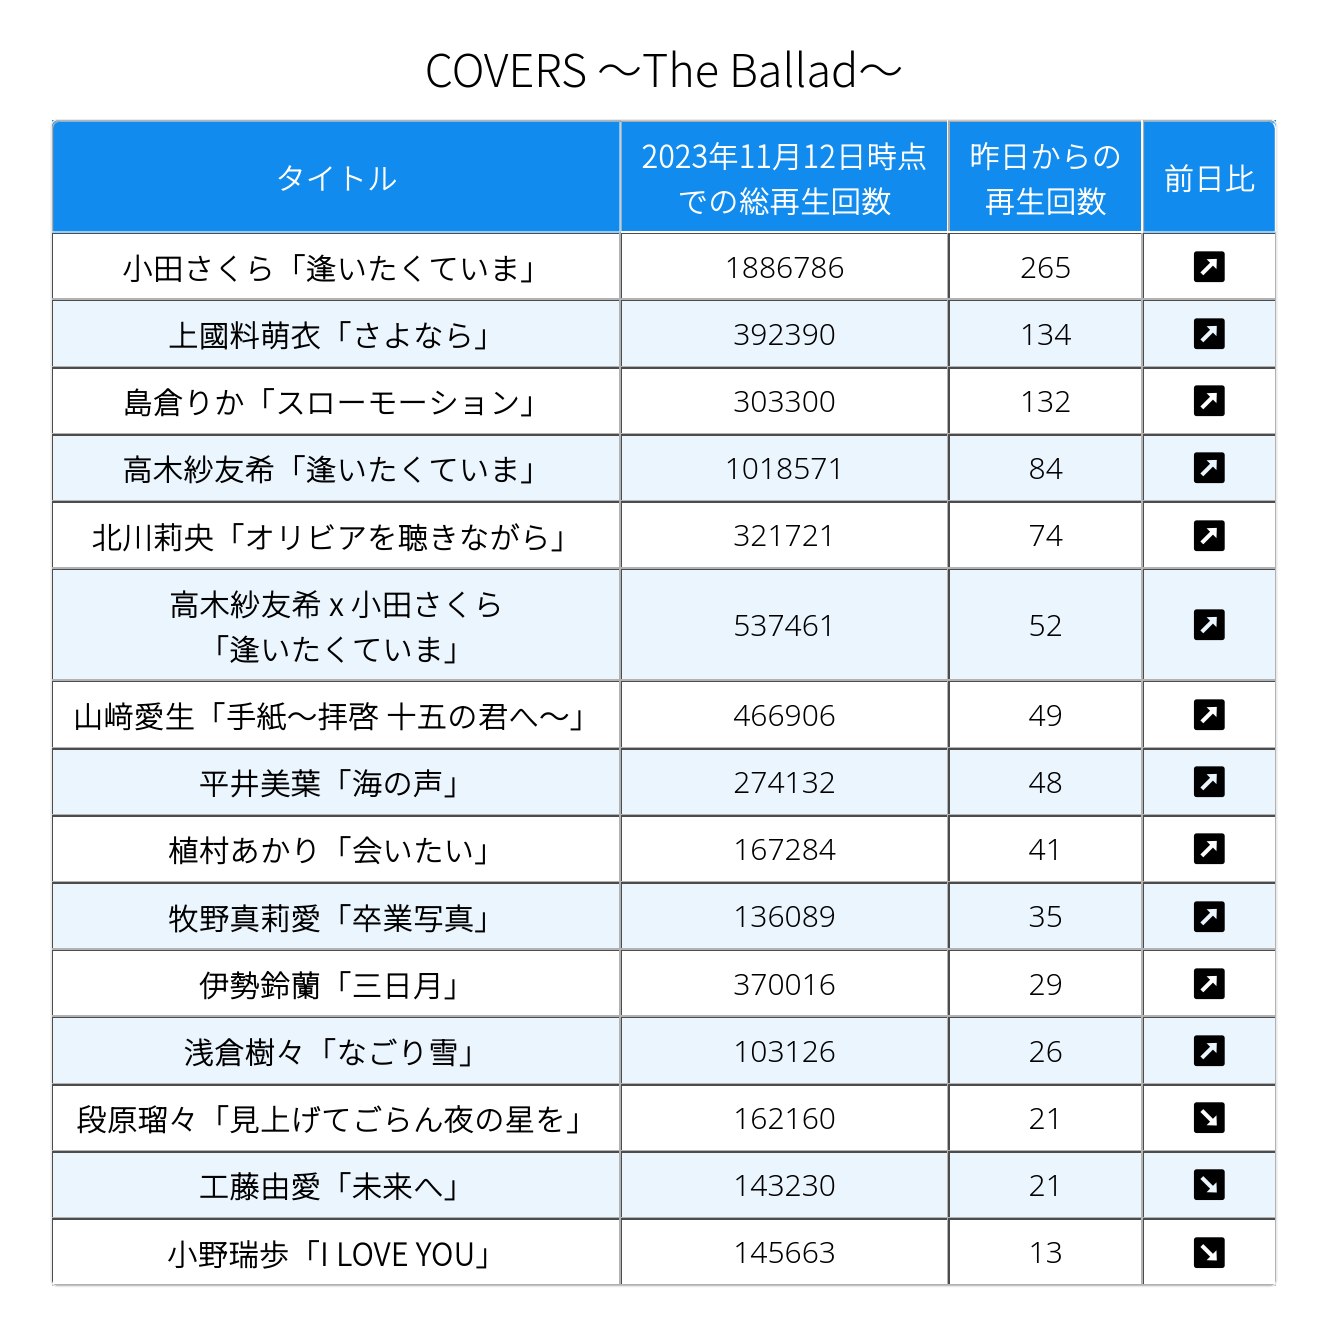 COVERS ～The Ballad～
タイトル
2023年11月12日時点
での総再生回数
昨日からの
再生回数
前日比
小田さくら「逢いたくていま」 1886786 265
上國料萌衣「さよなら」 392390 134
島倉りか「スローモーション」 303300 132
高木紗友希「逢いたくていま」 1018571 84
北川莉央「オリビアを聴きながら」 321721 74
高木紗友希 x 小田さくら
「逢いたくていま」 537461 52
山﨑愛生「手紙～拝啓 十五の君へ～」 466906 49
平井美葉「海の声」 274132 48
植村あかり「会いたい」 167284 41
牧野真莉愛「卒業写真」 136089 35
伊勢鈴蘭「三日月」 370016 29
浅倉樹々「なごり雪」 103126 26
段原瑠々「見上げてごらん夜の星を」 162160 21
工藤由愛「未来へ」 143230 21
小野瑞歩「I LOVE YOU」 145663 13